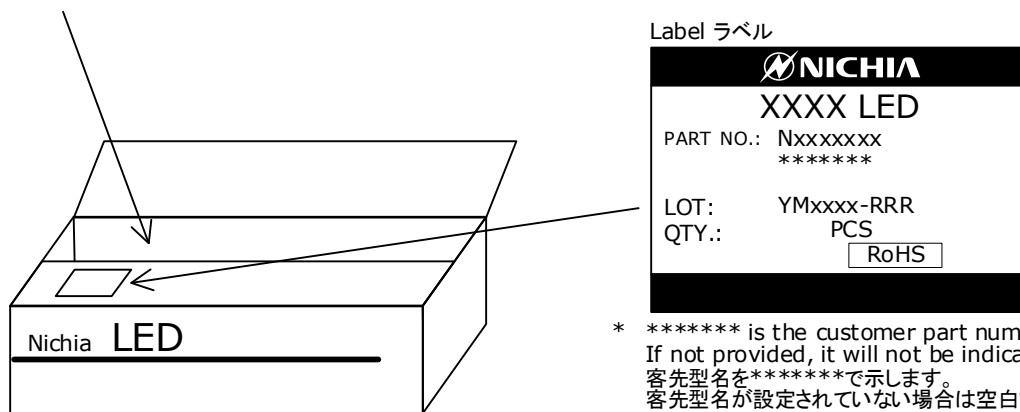 Label ラベル
NICHIA
XXXX LED
PART NO.: Nxxxxxxx
*******
LOT: YMxxxx-RRR
QTY.: PCS
RoHS
Nichia LED
* ******* is the customer part
If not provided, it will not be
客先型名を*******で示します。
客先型名が設定されていない場合は空白